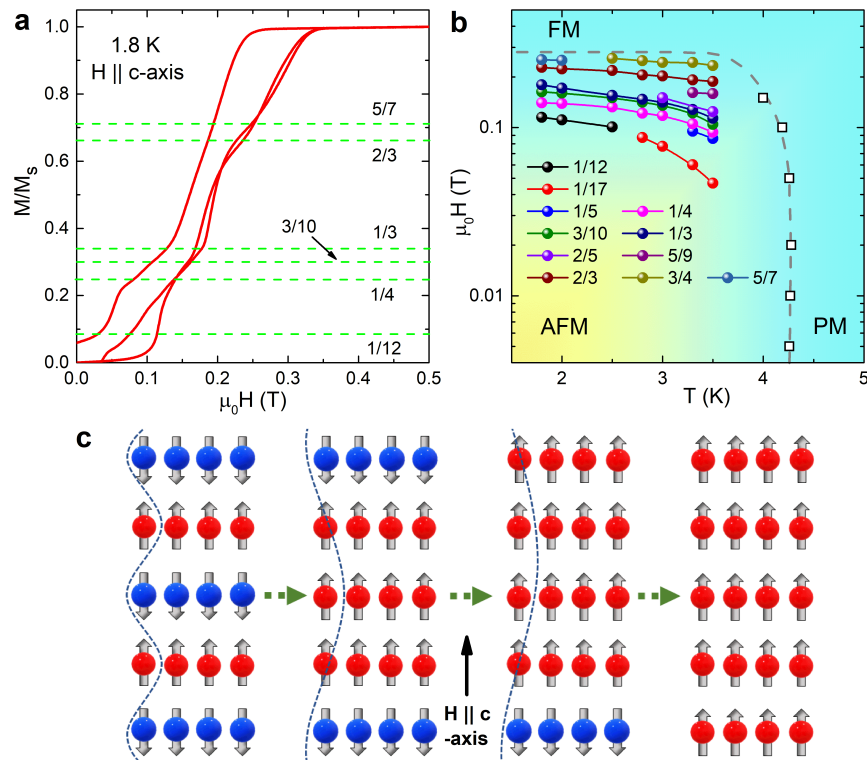 a
1.8 K
H || c-axis
5/7
2/3
3/10
1/3
1/4
1/12
1.0
0.8
0.6
0.4
0.2
0.0
M/Ms
0.0 0.1 0.2 0.3 0.4 0.5
μ0H (T)
b
FM
0.1
0.01
μ0H (T)
1/12
1/17
1/5 1/4
3/10 1/3
2/5 5/9
2/3 3/4 5/7
AFM PM
2 3 4 5
T (K)
c
H || c
-axis